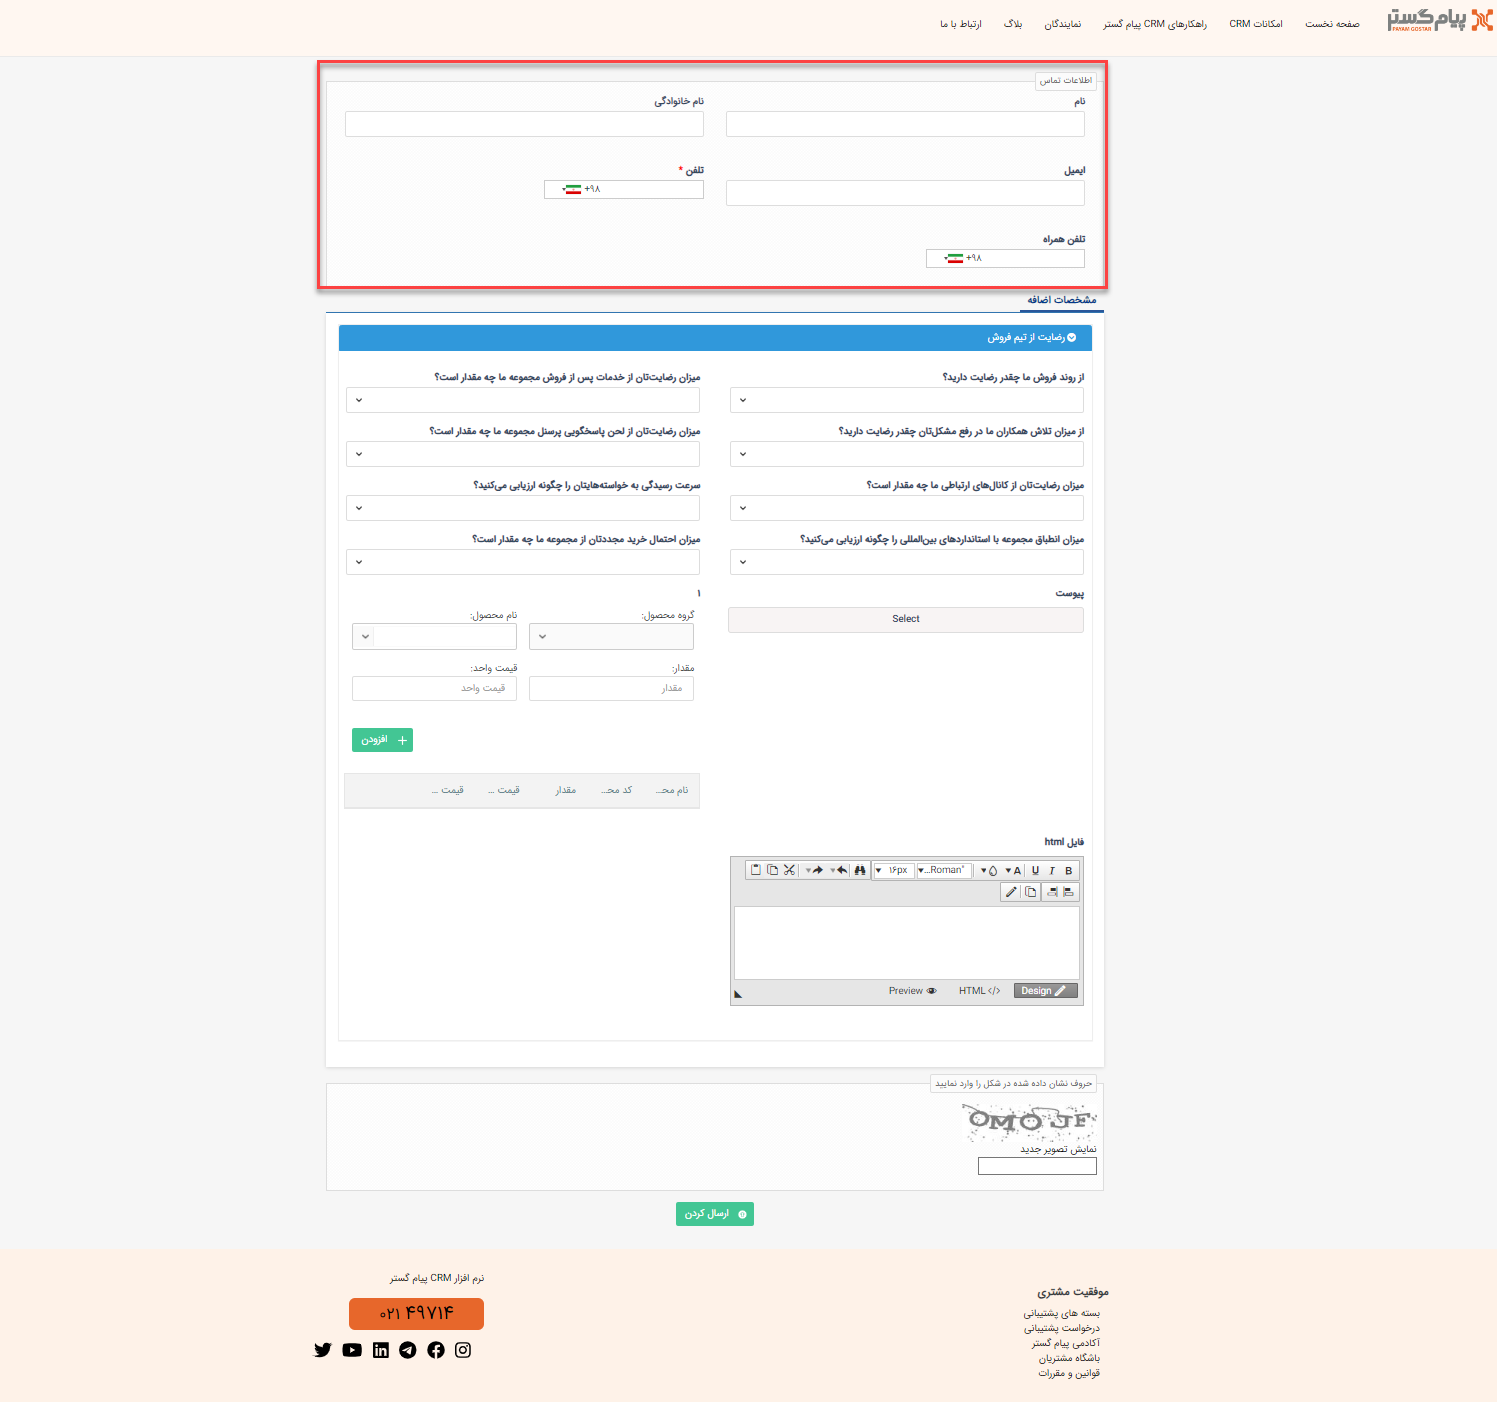 پیام گستر
PAYAM GOSTAR
صفحه نخست
امکانات CRM
راهکارهای CRM پیام گستر
نمایندگان
بلاگ
ارتباط با ما
اطلاعات تماس
نام
نام خانوادگی
ایمیل
تلفن *
+۹۸
تلفن همراه
+۹۸
مشخصات اضافه
رضایت از تیم فروش
از روند فروش ما چقدر رضایت دارید؟
میزان رضایت‌تان از خدمات پس از فروش مجموعه ما چه مقدار است؟
از میزان تلاش همکاران ما در رفع مشکل‌تان چقدر رضایت دارید؟
میزان رضایت‌تان از لحن پاسخگویی پرسنل مجموعه ما چه مقدار است؟
میزان رضایت‌تان از کانال‌های ارتباطی ما چه مقدار است؟
سرعت رسیدگی به خواسته‌هایتان را چگونه ارزیابی می‌کنید؟
میزان انطباق مجموعه با استانداردهای بین‌المللی را چگونه ارزیابی می‌کنید؟
میزان احتمال خرید مجددتان از مجموعه ما چه مقدار است؟
پیوست
Select
۱
گروه محصول:
نام محصول:
مقدار:
قیمت واحد:
مقدار
قیمت واحد
افزودن
نام محـ...
کد محـ...
مقدار
قیمت ...
قیمت ...
فایل html
B I U A
...Roman"
۱۶px
Design
HTML
Preview
حروف نشان داده شده در شکل را وارد نمایید
OMOJF
نمایش تصویر جدید
ارسال کردن
موفقیت مشتری
بسته های پشتیبانی
درخواست پشتیبانی
آکادمی پیام گستر
باشگاه مشتریان
قوانین و مقررات
نرم افزار CRM پیام گستر
۰۲۱ ۴۹۷۱۴